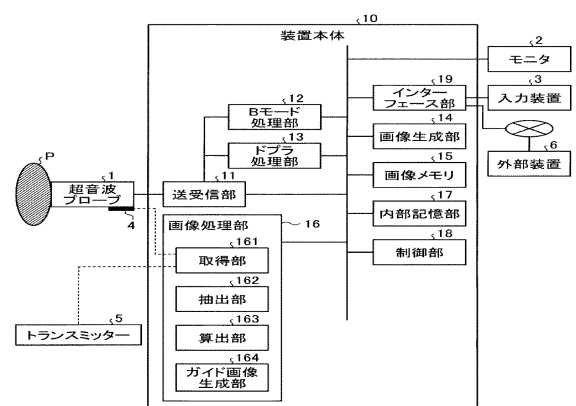 10
装置本体
2
モニタ
19
インター
フェース部
3
入力装置
12
Bモード
処理部
14
画像生成部
6
外部装置
13
ドプラ
処理部
15
画像メモリ
P
1
超音波
プローブ
4
11
送受信部
17
内部記憶部
16
画像処理部
18
制御部
161
取得部
162
抽出部
5
トランスミッター
163
算出部
164
ガイド画像
生成部